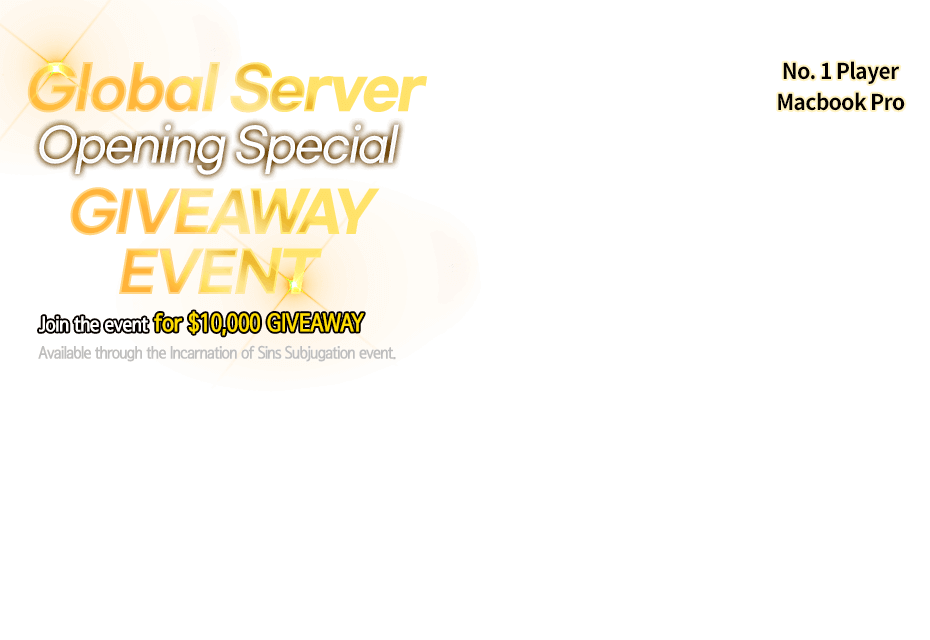 Global Server
Opening Special
GIVEAWAY
EVENT
Join the event for $10,000 GIVEAWAY
Available through the Incarnation of Sins Subjugation event.
No. 1 Player
Macbook Pro